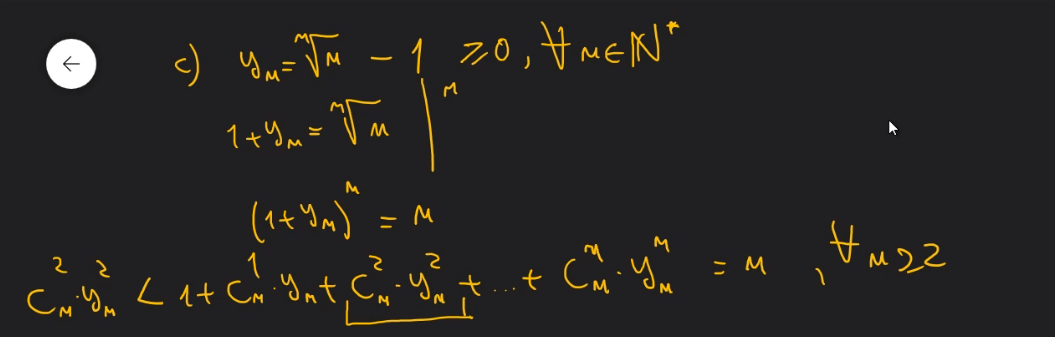 c) yₙ = ⁿ√n − 1 ⩾ 0, ∀ n ∈ ℕ*
1 + yₙ = ⁿ√n |ⁿ
(1 + yₙ)ⁿ = n
Cₙ² · yₙ² < 1 + Cₙ¹ · yₙ + Cₙ² · yₙ² + ... + Cₙⁿ · yₙⁿ = n , ∀ n ⩾ 2